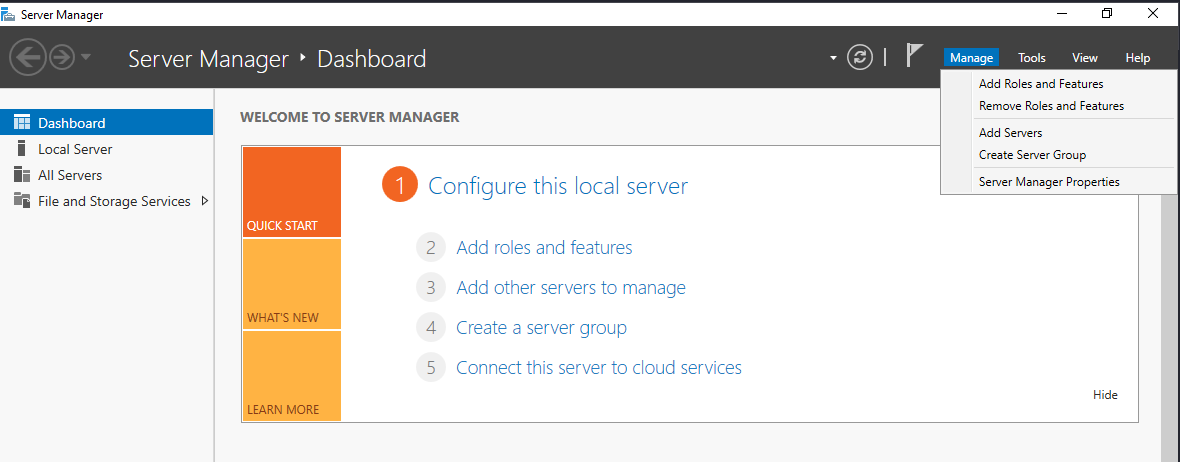 Server Manager
Server Manager ‣ Dashboard
Manage Tools View Help
Add Roles and Features
Remove Roles and Features
Add Servers
Create Server Group
Server Manager Properties
Dashboard
Local Server
All Servers
File and Storage Services
WELCOME TO SERVER MANAGER
QUICK START
WHAT'S NEW
LEARN MORE
1 Configure this local server
2 Add roles and features
3 Add other servers to manage
4 Create a server group
5 Connect this server to cloud services
Hide